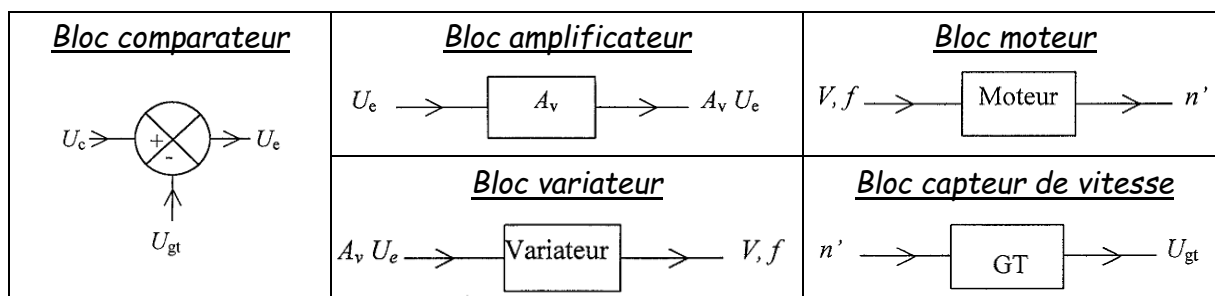 Bloc comparateur
U_c + - U_e
U_gt
Bloc amplificateur
U_e A_v A_v U_e
Bloc moteur
V, f Moteur n’
Bloc variateur
A_v U_e Variateur V, f
Bloc capteur de vitesse
n’ GT U_gt